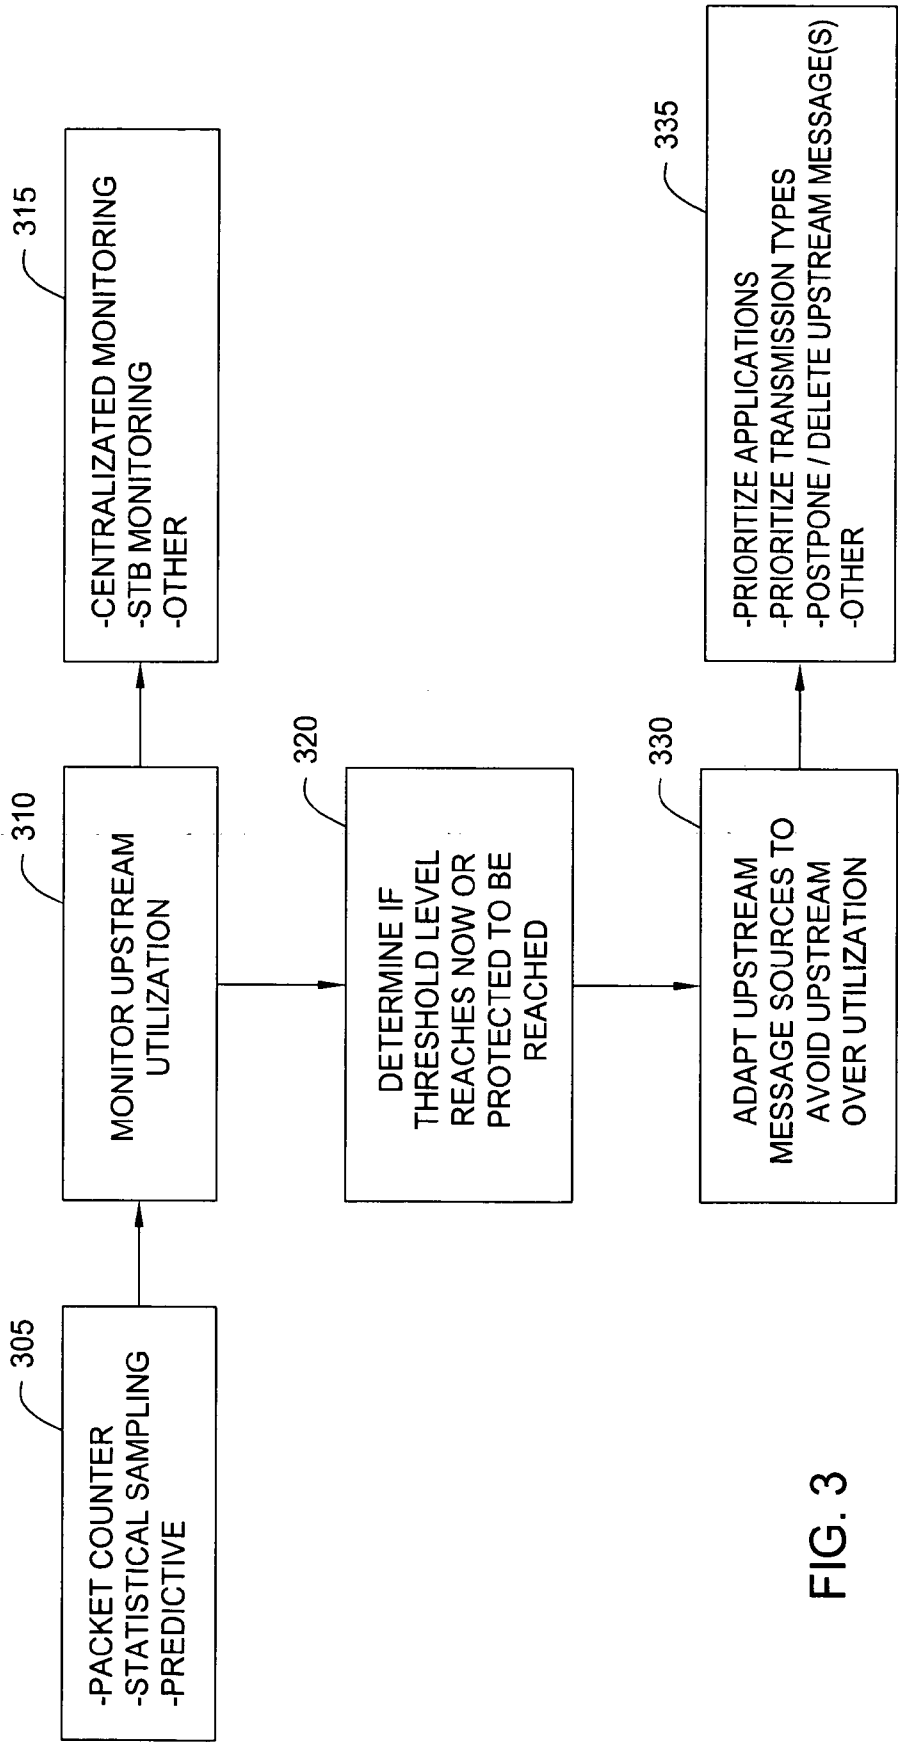 305
-PACKET COUNTER
-STATISTICAL SAMPLING
-PREDICTIVE
310
MONITOR UPSTREAM
UTILIZATION
315
-CENTRALIZATED MONITORING
-STB MONITORING
-OTHER
320
DETERMINE IF
THRESHOLD LEVEL
REACHES NOW OR
PROTECTED TO BE
REACHED
330
ADAPT UPSTREAM
MESSAGE SOURCES TO
AVOID UPSTREAM
OVER UTILIZATION
335
-PRIORITIZE APPLICATIONS
-PRIORITIZE TRANSMISSION TYPES
-POSTPONE / DELETE UPSTREAM MESSAGE(S)
-OTHER
FIG. 3